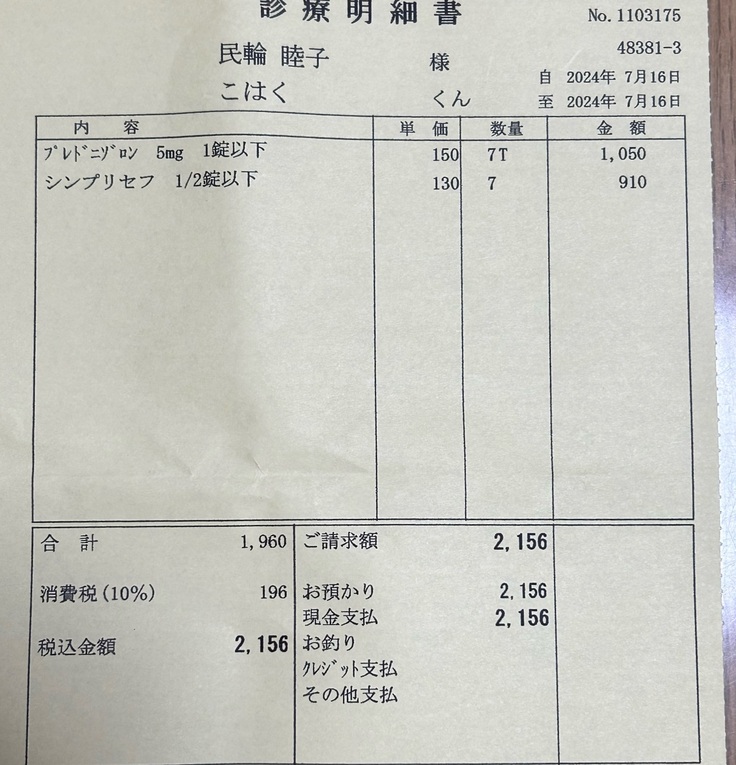 診療明細書
No.1103175
48381-3
民輪 睦子 様
こはく くん
自 2024年 7月16日
至 2024年 7月16日
内 容 単 価 数量 金 額
ﾌﾟﾚﾄﾞﾆｿﾞﾛﾝ 5mg 1錠以下 150 7T 1,050
シンプリセフ 1/2錠以下 130 7 910
合 計 1,960 ご請求額 2,156
消費税(10%) 196 お預かり 2,156
現金支払 2,156
税込金額 2,156 お釣り
ｸﾚｼﾞｯﾄ支払
その他支払